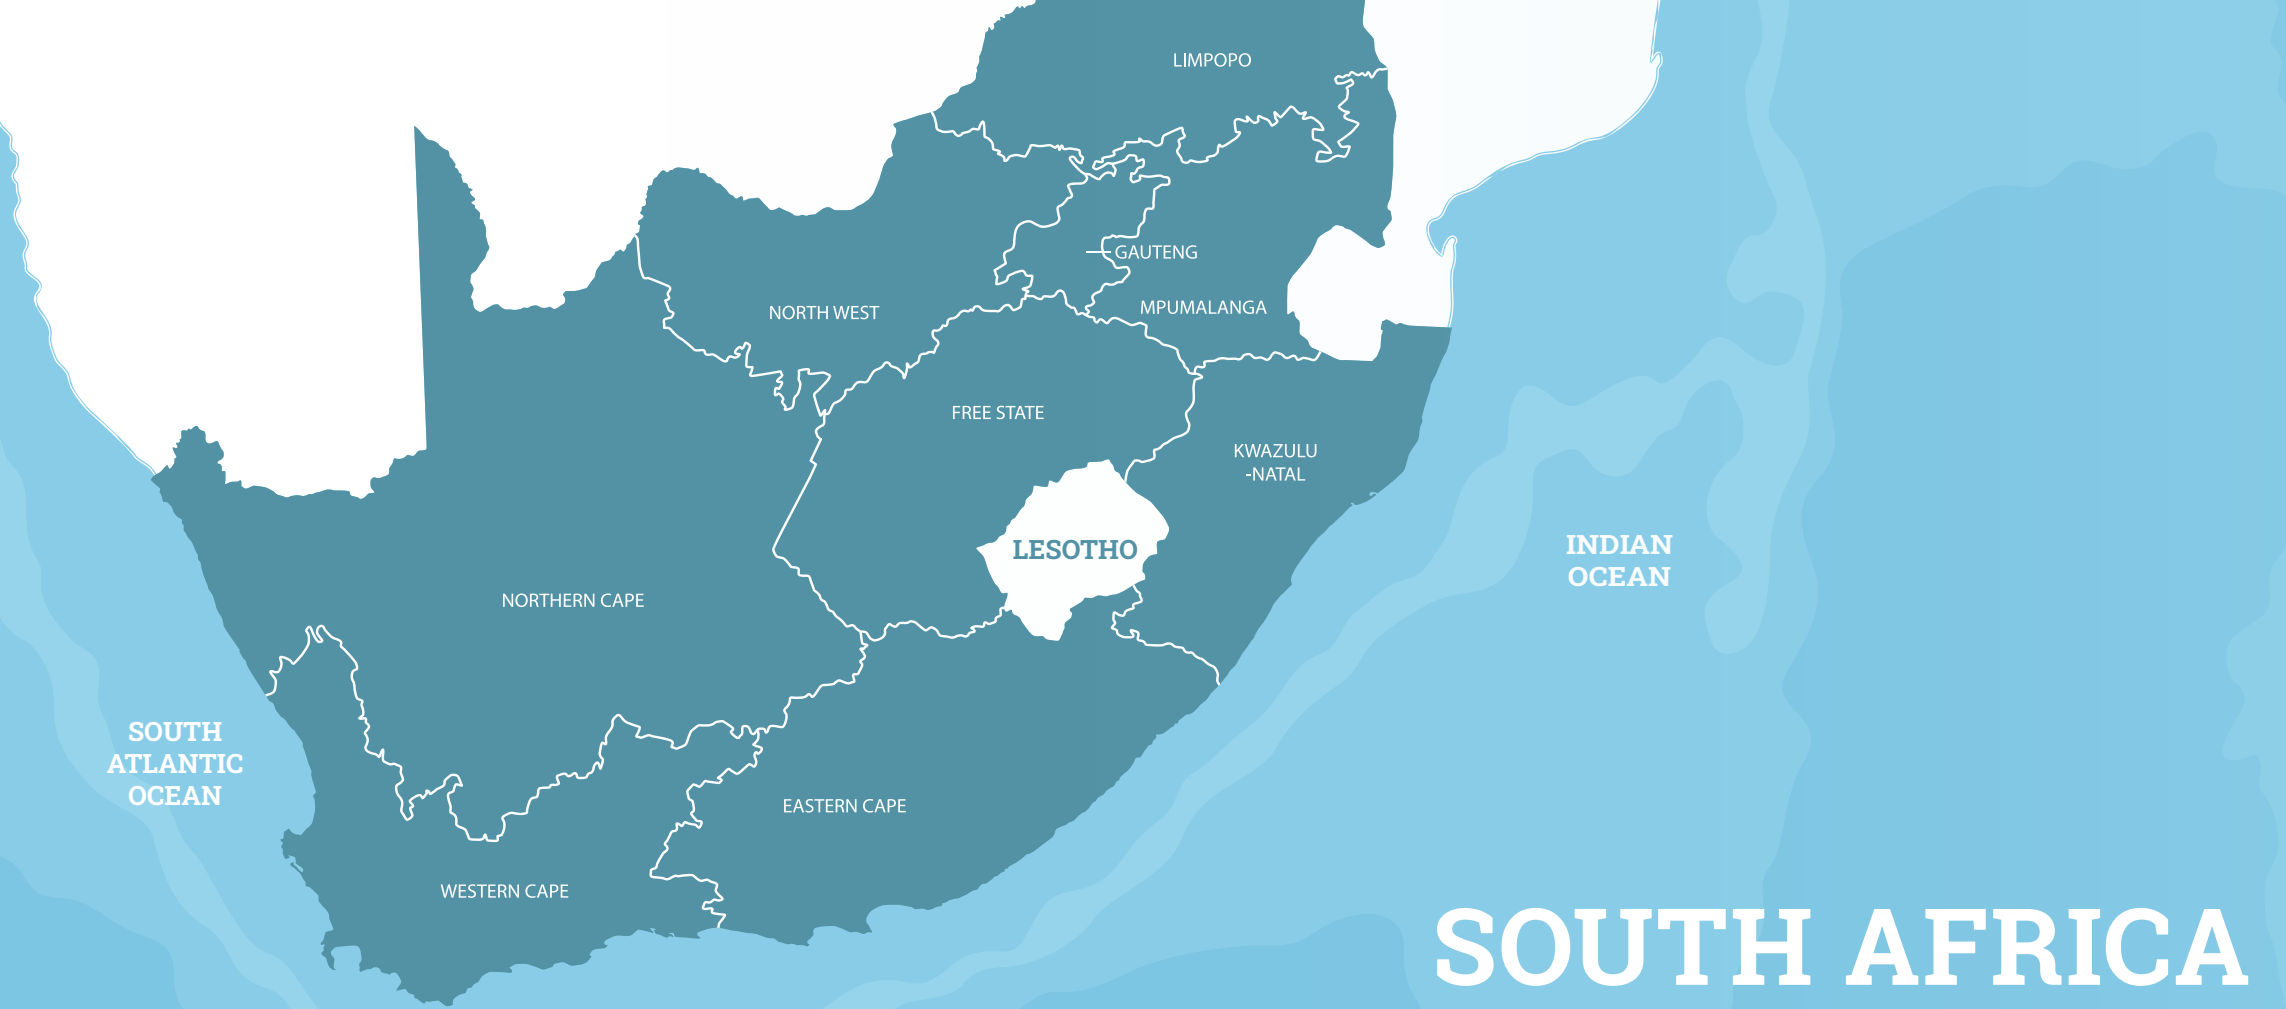 LIMPOPO
GAUTENG
NORTH WEST
MPUMALANGA
FREE STATE
KWAZULU
-NATAL
LESOTHO
INDIAN
OCEAN
NORTHERN CAPE
SOUTH
ATLANTIC
OCEAN
EASTERN CAPE
WESTERN CAPE
SOUTH AFRICA